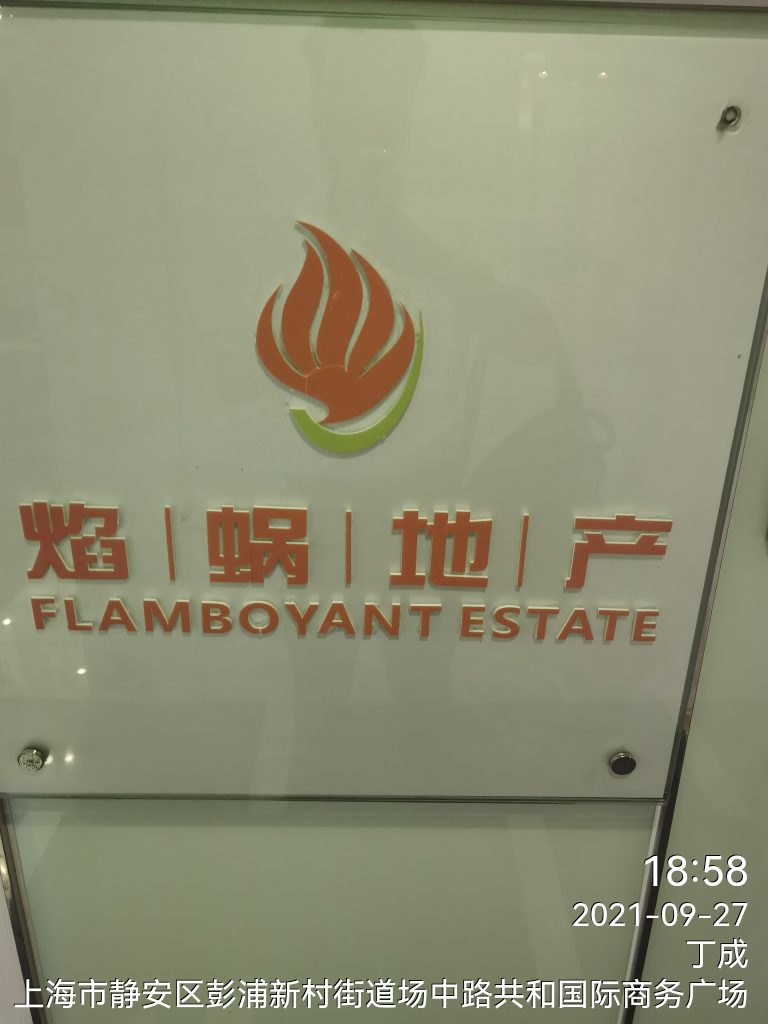 焰|蜗|地|产
FLAMBOYANT ESTATE
18:58
2021-09-27
丁成
上海市静安区彭浦新村街道场中路共和国际商务广场